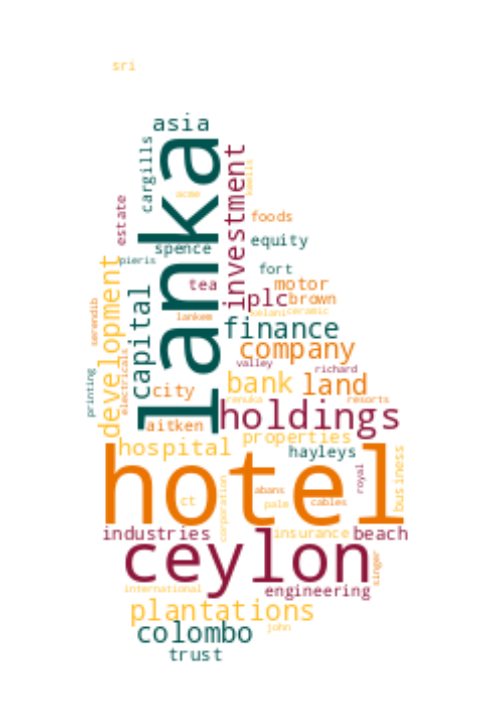 sri
asia
cargills
lanka
investment
keells
acme
estate
foods
spence
equity
pieris
fort
tea
motor
development
capital
plc
brown
serendib
lankem
kelani
ceramic
finance
company
electricals
valley
richard
printing
city
bank
land
renuka
resorts
aitken
holdings
hospital
properties
hayleys
business
hotel
royal
ct
corporation
abans
palm
cables
industries
insurance
beach
ceylon
singer
international
engineering
plantations
colombo
john
trust